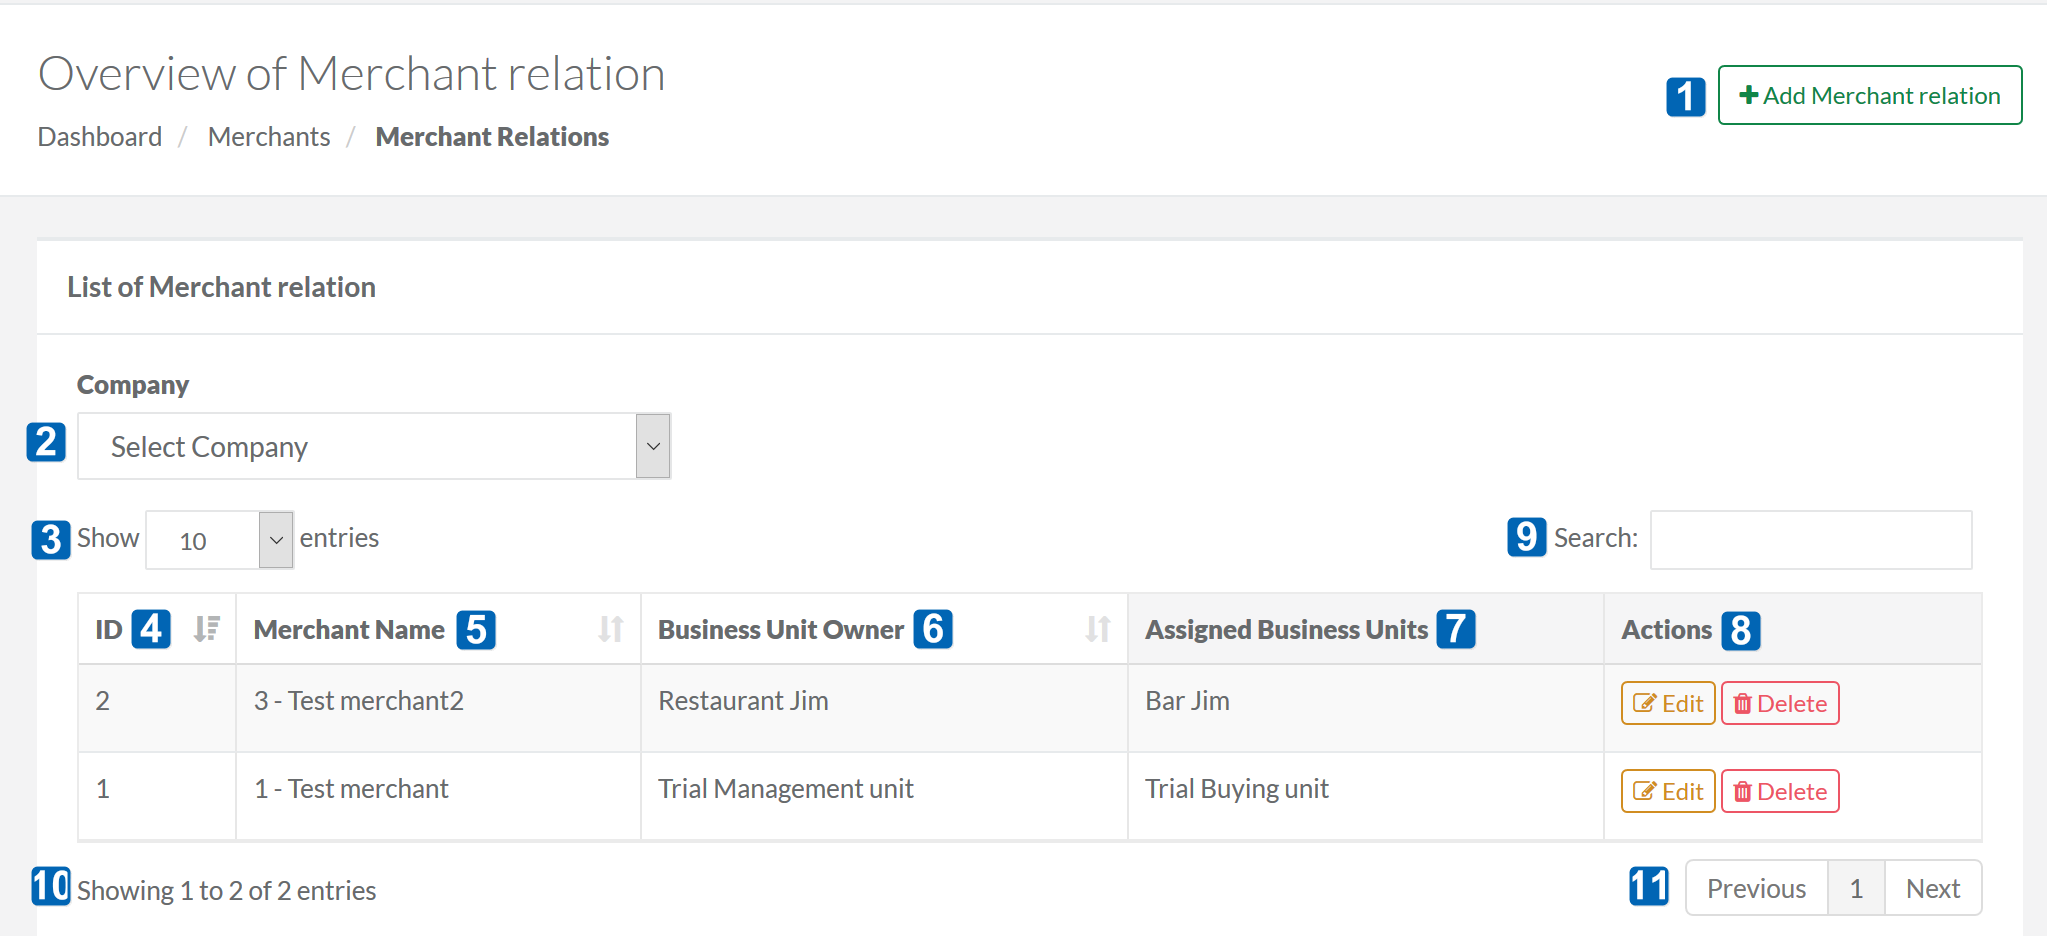 Overview of Merchant relation
1 Add Merchant relation
Dashboard / Merchants / Merchant Relations
List of Merchant relation
Company
2 Select Company
3 Show 10 entries 9 Search:
ID 4 Merchant Name 5 Business Unit Owner 6 Assigned Business Units 7 Actions 8
2 3 - Test merchant2 Restaurant Jim Bar Jim Edit Delete
1 1 - Test merchant Trial Management unit Trial Buying unit Edit Delete
10 Showing 1 to 2 of 2 entries 11 Previous 1 Next